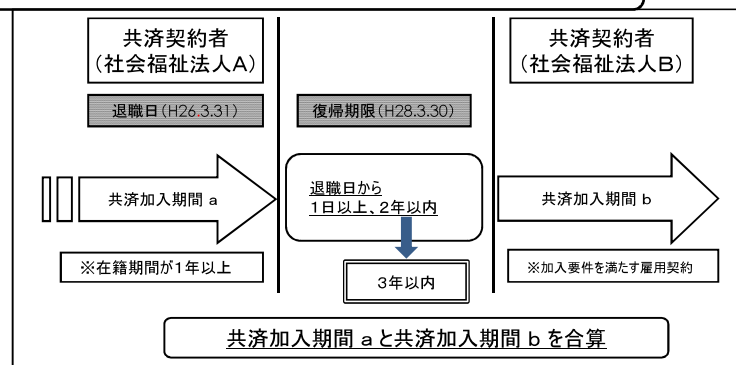 共済契約者
（社会福祉法人A）
共済契約者
（社会福祉法人B）
退職日（H26.3.31）
復帰期限（H28.3.30）
共済加入期間 a
退職日から
1日以上、2年以内
共済加入期間 b
※在籍期間が1年以上
3年以内
※加入要件を満たす雇用契約
共済加入期間 a と共済加入期間 b を合算